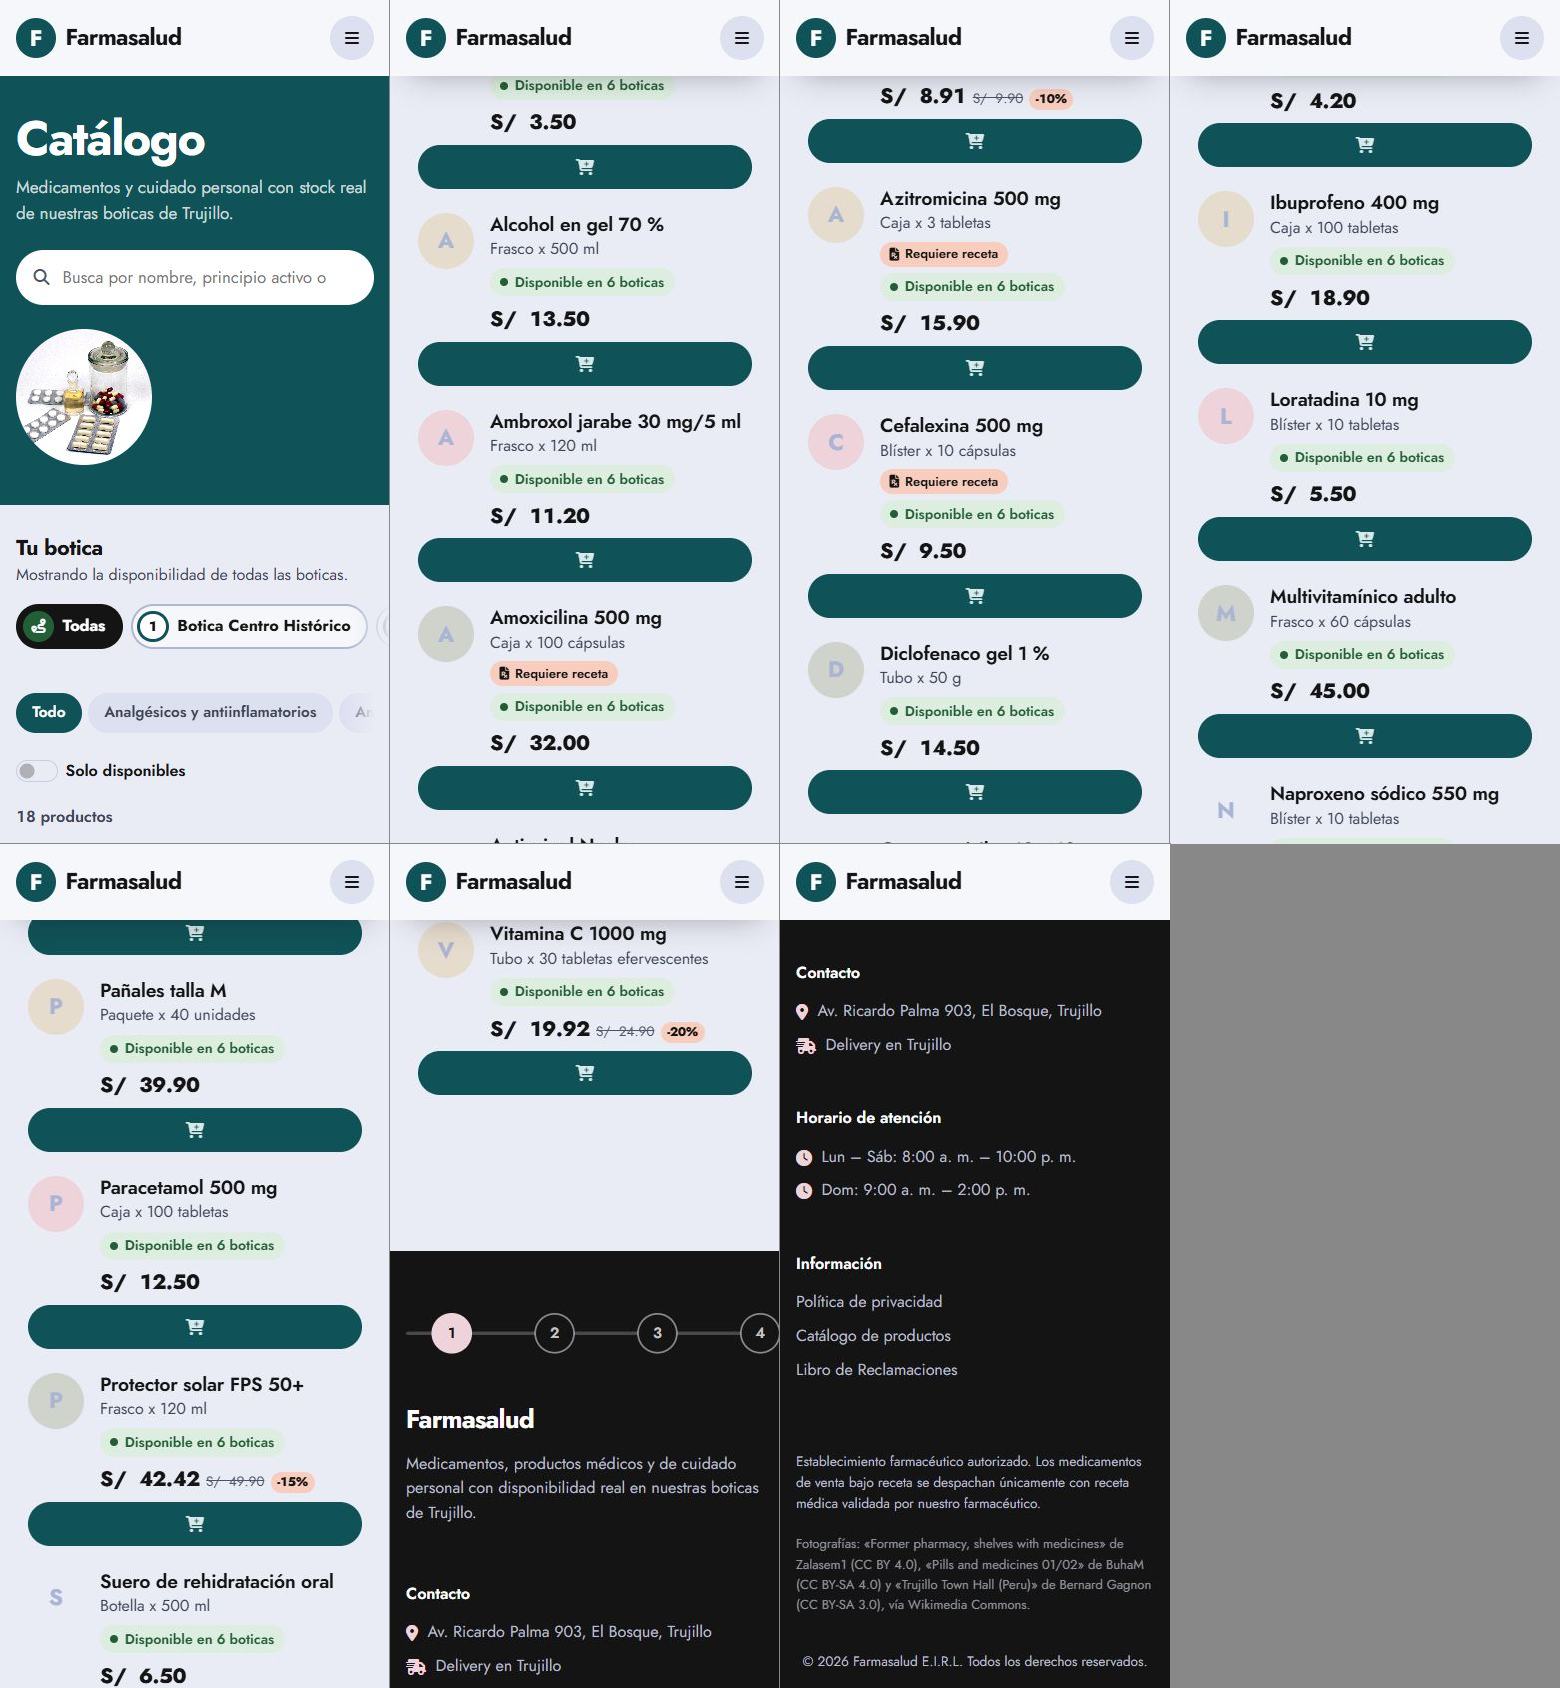 F Farmasalud
Catálogo
Medicamentos y cuidado personal con stock real
de nuestras boticas de Trujillo.
Busca por nombre, principio activo o
Tu botica
Mostrando la disponibilidad de todas las boticas.
Todas
1 Botica Centro Histórico
Todo
Analgésicos y antiinflamatorios
An
Solo disponibles
18 productos
F Farmasalud
Disponible en 6 boticas
S/ 3.50
A
Alcohol en gel 70 %
Frasco x 500 ml
Disponible en 6 boticas
S/ 13.50
A
Ambroxol jarabe 30 mg/5 ml
Frasco x 120 ml
Disponible en 6 boticas
S/ 11.20
A
Amoxicilina 500 mg
Caja x 100 cápsulas
Requiere receta
Disponible en 6 boticas
S/ 32.00
F Farmasalud
S/ 8.91 S/ 9.90 -10%
A
Azitromicina 500 mg
Caja x 3 tabletas
Requiere receta
Disponible en 6 boticas
S/ 15.90
C
Cefalexina 500 mg
Blíster x 10 cápsulas
Requiere receta
Disponible en 6 boticas
S/ 9.50
D
Diclofenaco gel 1 %
Tubo x 50 g
Disponible en 6 boticas
S/ 14.50
F Farmasalud
S/ 4.20
I
Ibuprofeno 400 mg
Caja x 100 tabletas
Disponible en 6 boticas
S/ 18.90
L
Loratadina 10 mg
Blíster x 10 tabletas
Disponible en 6 boticas
S/ 5.50
M
Multivitamínico adulto
Frasco x 60 cápsulas
Disponible en 6 boticas
S/ 45.00
N
Naproxeno sódico 550 mg
Blíster x 10 tabletas
F Farmasalud
P
Pañales talla M
Paquete x 40 unidades
Disponible en 6 boticas
S/ 39.90
P
Paracetamol 500 mg
Caja x 100 tabletas
Disponible en 6 boticas
S/ 12.50
P
Protector solar FPS 50+
Frasco x 120 ml
Disponible en 6 boticas
S/ 42.42 S/ 49.90 -15%
S
Suero de rehidratación oral
Botella x 500 ml
Disponible en 6 boticas
S/ 6.50
F Farmasalud
V
Vitamina C 1000 mg
Tubo x 30 tabletas efervescentes
Disponible en 6 boticas
S/ 19.92 S/ 24.90 -20%
1 2 3 4
Farmasalud
Medicamentos, productos médicos y de cuidado
personal con disponibilidad real en nuestras boticas
de Trujillo.
Contacto
Av. Ricardo Palma 903, El Bosque, Trujillo
Delivery en Trujillo
F Farmasalud
Contacto
Av. Ricardo Palma 903, El Bosque, Trujillo
Delivery en Trujillo
Horario de atención
Lun – Sáb: 8:00 a. m. – 10:00 p. m.
Dom: 9:00 a. m. – 2:00 p. m.
Información
Política de privacidad
Catálogo de productos
Libro de Reclamaciones
Establecimiento farmacéutico autorizado. Los medicamentos
de venta bajo receta se despachan únicamente con receta
médica validada por nuestro farmacéutico.
Fotografías: «Former pharmacy, shelves with medicines» de
Zalasem1 (CC BY 4.0), «Pills and medicines 01/02» de BuhaM
(CC BY-SA 4.0) y «Trujillo Town Hall (Peru)» de Bernard Gagnon
(CC BY-SA 3.0), vía Wikimedia Commons.
© 2026 Farmasalud E.I.R.L. Todos los derechos reservados.